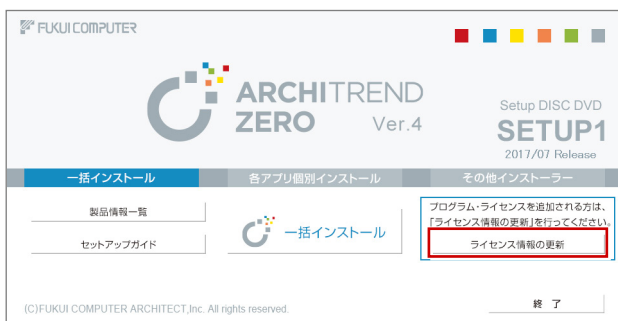 FUKUI COMPUTER
ARCHITREND
ZERO Ver.4
Setup DISC DVD
SETUP1
2017/07 Release
一括インストール
各アプリ個別インストール
その他インストーラー
製品情報一覧
セットアップガイド
一括インストール
プログラム・ライセンスを追加される方は、
「ライセンス情報の更新」を行ってください。
ライセンス情報の更新
(C)FUKUI COMPUTER ARCHITECT,Inc. All rights reserved.
終 了